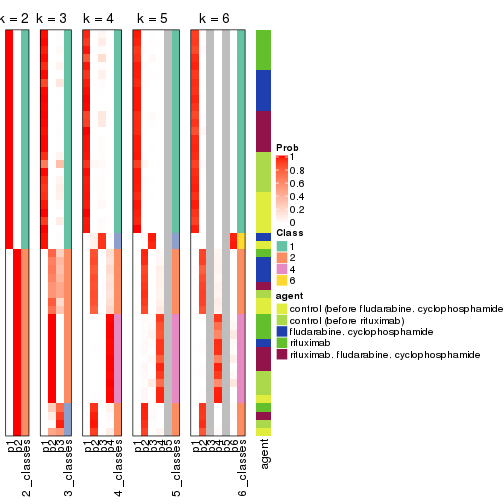 k = 2 k = 3 k = 4 k = 5 k = 6
Prob
1
0.8
0.6
0.4
0.2
0
Class
1
2
4
6
agent
control (before fludarabine. cyclophosphamide
control (before rituximab)
fludarabine. cyclophosphamide
rituximab
rituximab. fludarabine. cyclophosphamide
p1
p2
2_classes
p1
p2
p3
3_classes
p1
p2
p3
p4
4_classes
p1
p2
p3
p4
p5
5_classes
p1
p2
p3
p4
p5
p6
6_classes
agent